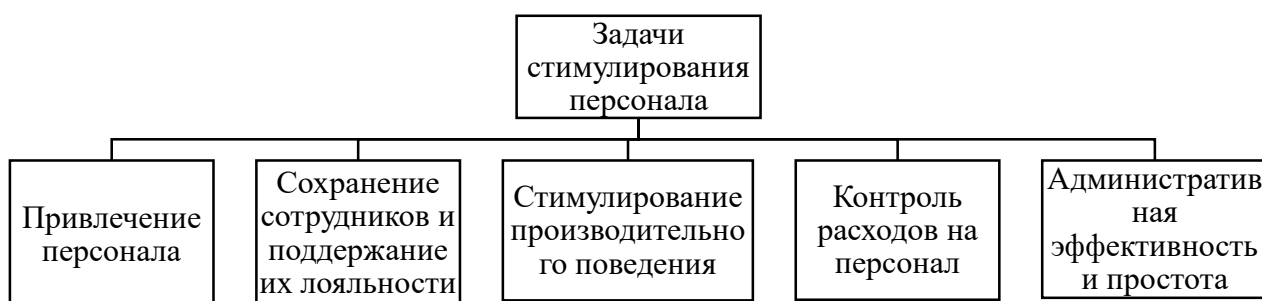 Задачи
стимулирования
персонала
Привлечение
персонала
Сохранение
сотрудников и
поддержание
их лояльности
Стимулирование
производительно
го поведения
Контроль
расходов на
персонал
Административ
ная
эффективность
и простота